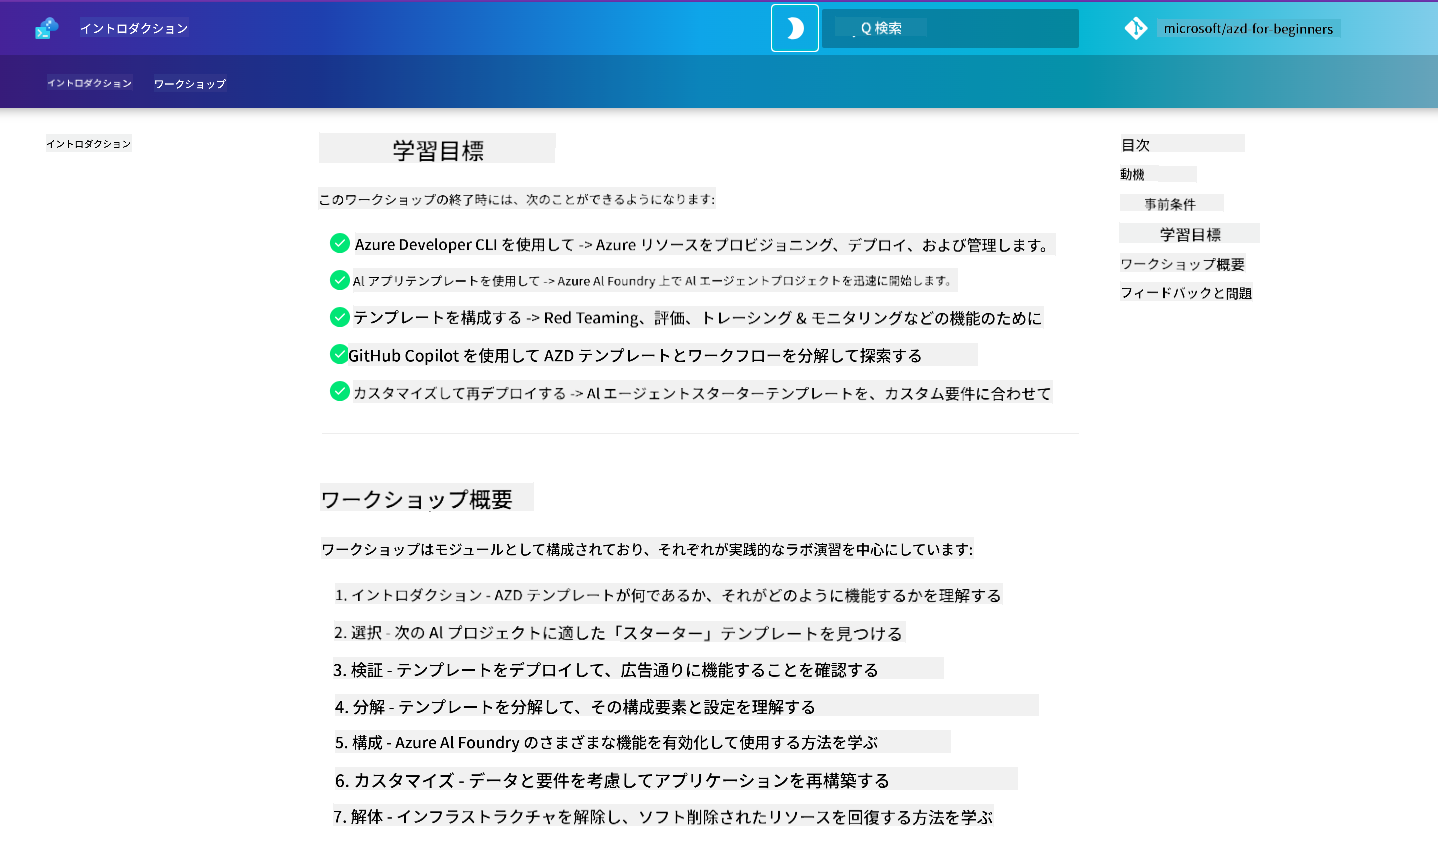 イントロダクション
Q 検索
microsoft/azd-for-beginners
イントロダクション
ワークショップ
イントロダクション
学習目標
このワークショップの終了時には、次のことができるようになります:
Azure Developer CLI を使用して -> Azure リソースをプロビジョニング、デプロイ、および管理します。
AI アプリテンプレートを使用して -> Azure AI Foundry 上で AI エージェントプロジェクトを迅速に開始します。
テンプレートを構成する -> Red Teaming、評価、トレーシング & モニタリングなどの機能のために
GitHub Copilot を使用して AZD テンプレートとワークフローを分解して探索する
カスタマイズして再デプロイする -> AI エージェントスターターテンプレートを、カスタム要件に合わせて
ワークショップ概要
ワークショップはモジュールとして構成されており、それぞれが実践的なラボ演習を中心にしています:
1. イントロダクション - AZD テンプレートが何であるか、それがどのように機能するかを理解する
2. 選択 - 次の AI プロジェクトに適した「スターター」テンプレートを見つける
3. 検証 - テンプレートをデプロイして、広告通りに機能することを確認する
4. 分解 - テンプレートを分解して、その構成要素と設定を理解する
5. 構成 - Azure AI Foundry のさまざまな機能を有効化して使用する方法を学ぶ
6. カスタマイズ - データと要件を考慮してアプリケーションを再構築する
7. 解体 - インフラストラクチャを解除し、ソフト削除されたリソースを回復する方法を学ぶ
目次
動機
事前条件
学習目標
ワークショップ概要
フィードバックと問題